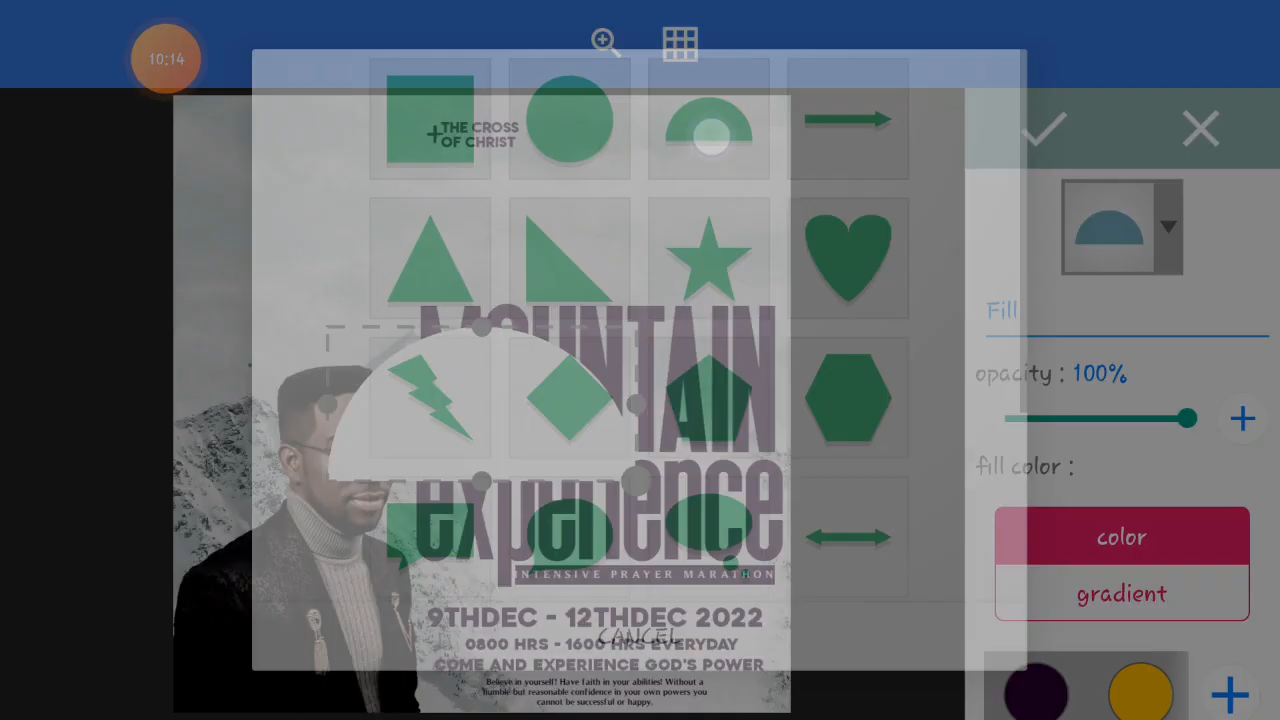 10:14
THE CROSS
OF CHRIST
MOUNTAIN
experience
INTENSIVE PRAYER MARATHON
9THDEC - 12THDEC 2022
0800 HRS - 1600 HRS EVERYDAY
CANCEL
COME AND EXPERIENCE GOD'S POWER
Believe in yourself! Have faith in your abilities! Without a
humble but reasonable confidence in your own powers you
cannot be successful or happy.
Fill
opacity : 100%
fill color :
color
gradient